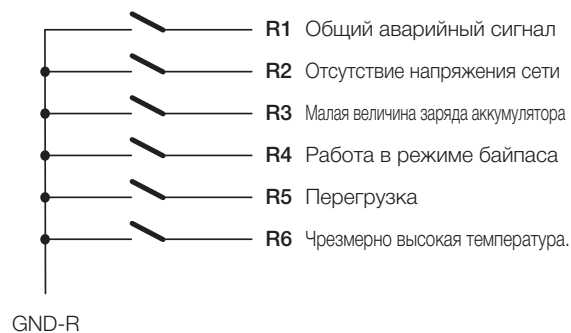 R1 Общий аварийный сигнал
R2 Отсутствие напряжения сети
R3 Малая величина заряда аккумулятора
R4 Работа в режиме байпаса
R5 Перегрузка
R6 Чрезмерно высокая температура.
GND-R